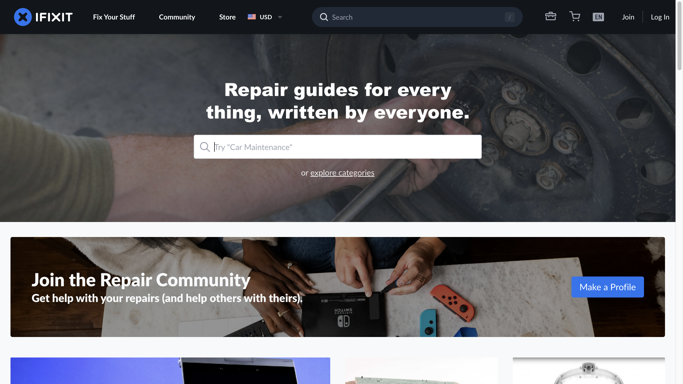 IFIXIT
Fix Your Stuff
Community
Store
USD
Search
/
EN
Join
Log In
Repair guides for every
thing, written by everyone.
Try "Car Maintenance"
or explore categories
Join the Repair Community
Get help with your repairs (and help others with theirs).
Make a Profile
NINTENDO
SWITCH